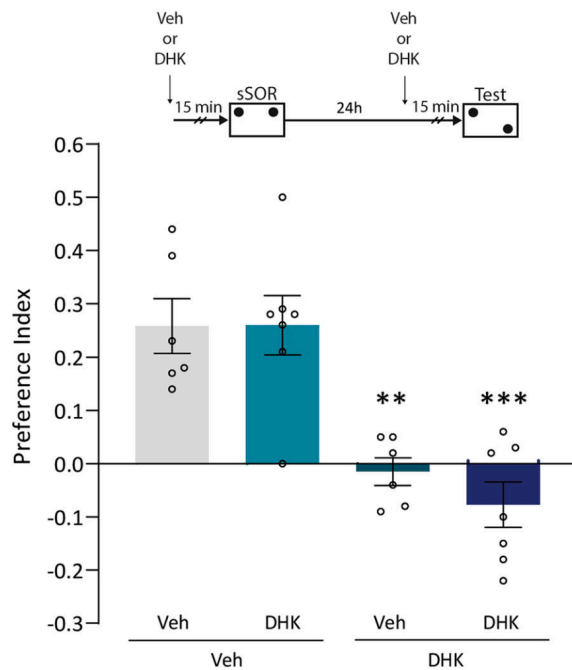 Veh Veh
or or
DHK DHK
15 min sSOR 24h 15 min Test
0.6
0.5
0.4
0.3
0.2
0.1
0.0
-0.1
-0.2
-0.3
Preference Index
** ***
Veh DHK Veh DHK
Veh DHK